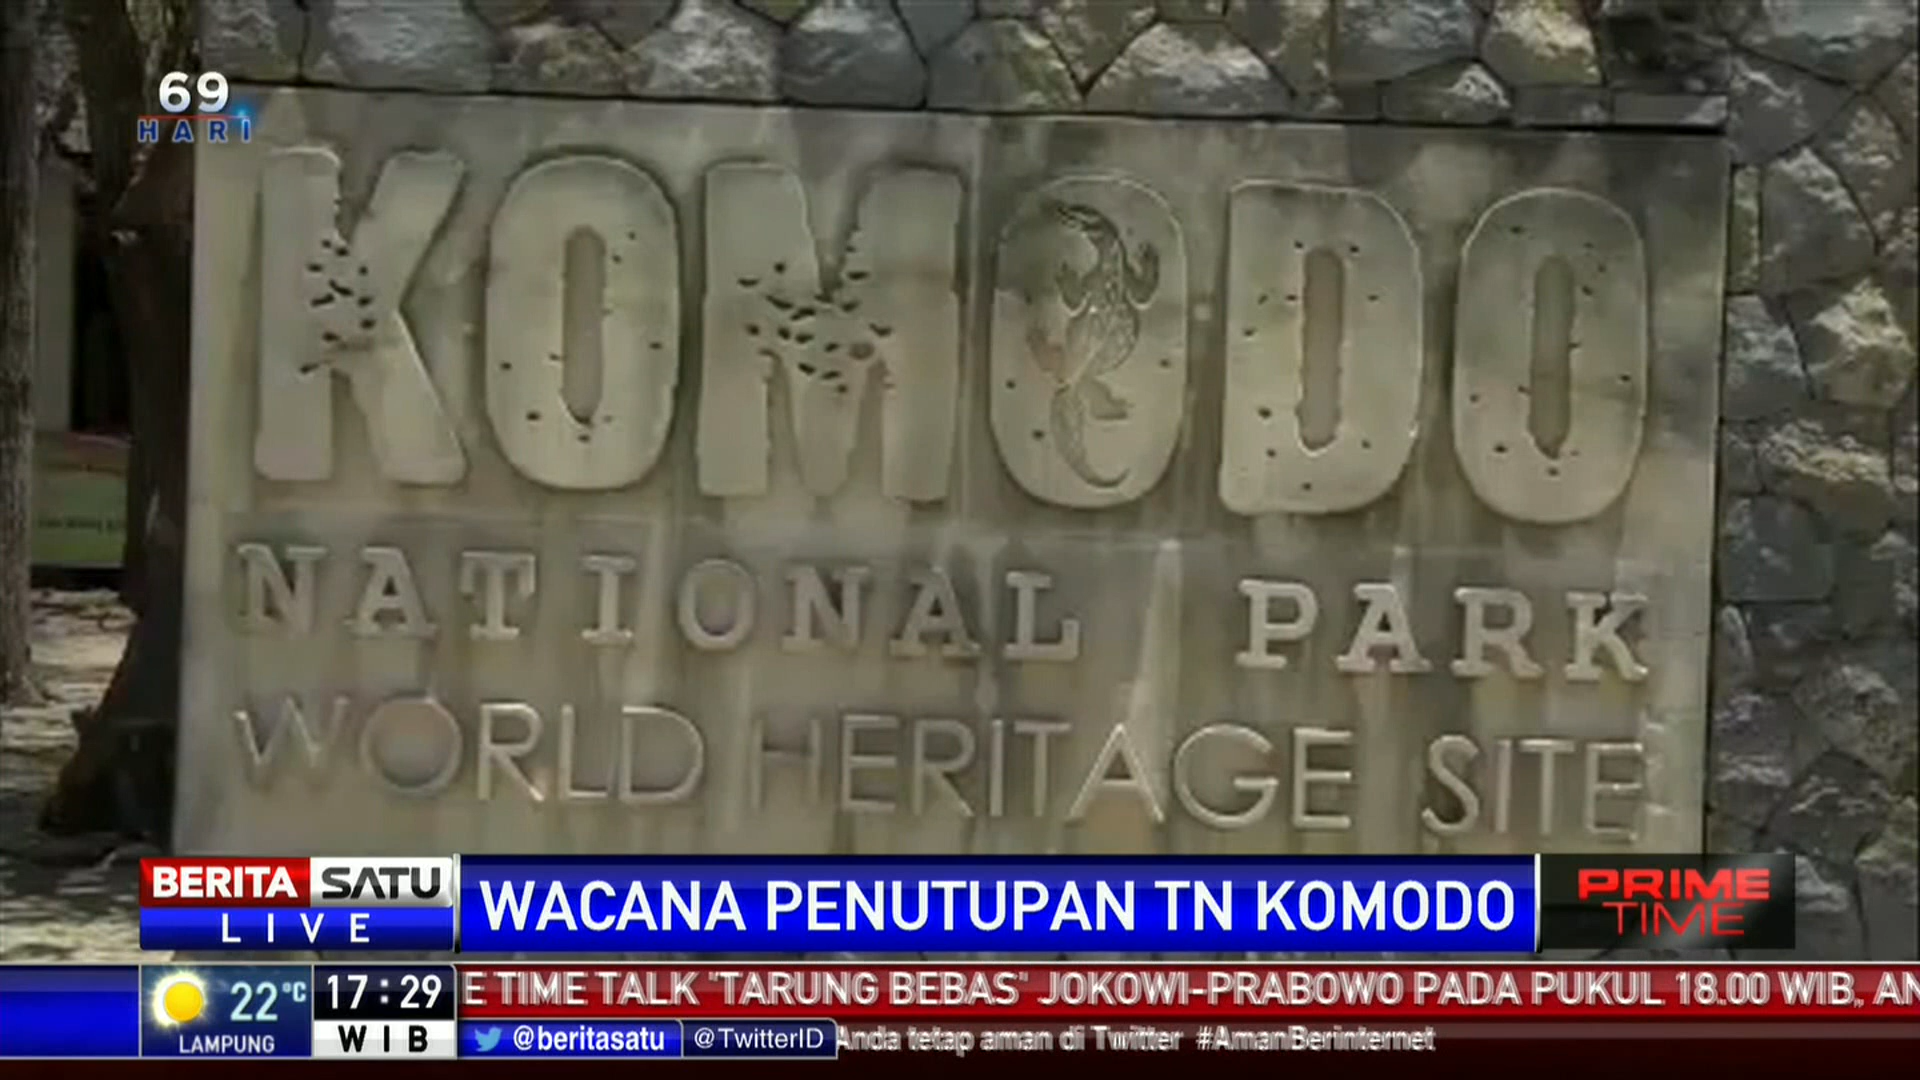 69
HARI
KOMODO
NATIONAL PARK
WORLD HERITAGE SITE
BERITA SATU
LIVE
WACANA PENUTUPAN TN KOMODO
PRIME
TIME
22°C
LAMPUNG
17:29
WIB
E TIME TALK "TARUNG BEBAS" JOKOWI-PRABOWO PADA PUKUL 18.00 WIB, AN
@beritasatu
@TwitterID
Anda tetap aman di Twitter #AmanBerinternet